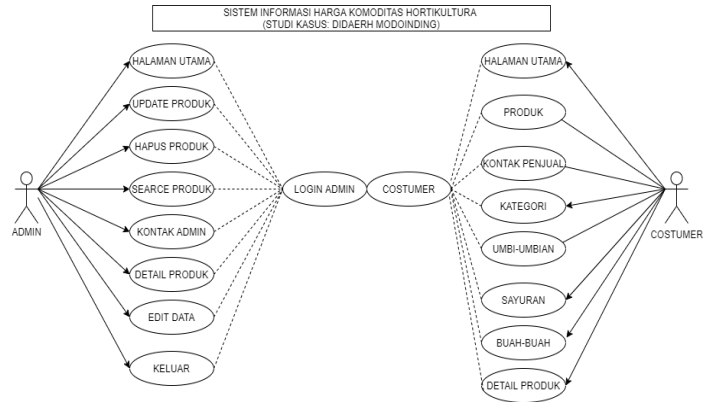 SISTEM INFORMASI HARGA KOMODITAS HORTIKULTURA
(STUDI KASUS: DIDAERH MODOINDING)
HALAMAN UTAMA
UPDATE PRODUK
HAPUS PRODUK
SEARCE PRODUK
KONTAK ADMIN
DETAIL PRODUK
EDIT DATA
KELUAR
ADMIN
LOGIN ADMIN
COSTUMER
HALAMAN UTAMA
PRODUK
KONTAK PENJUAL
KATEGORI
UMBI-UMBIAN
SAYURAN
BUAH-BUAH
DETAIL PRODUK
COSTUMER